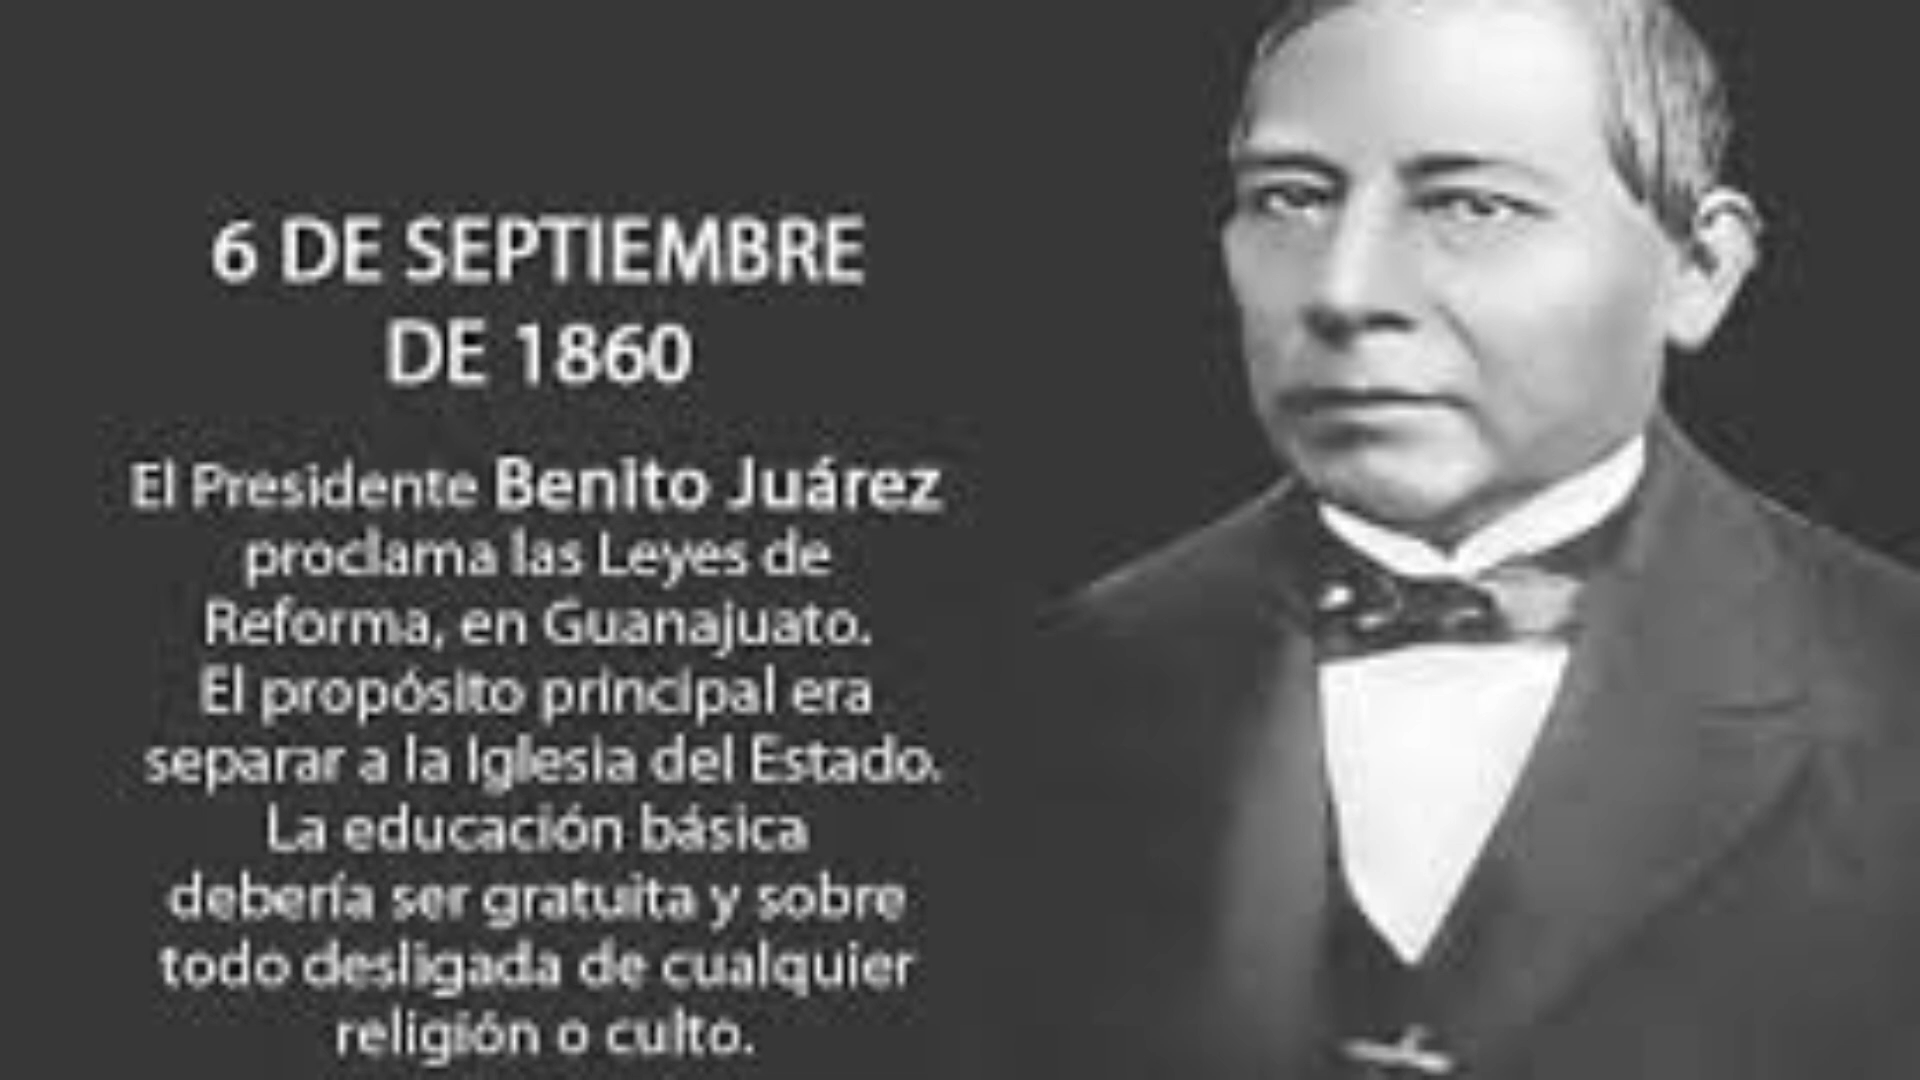 6 DE SEPTIEMBRE
DE 1860
El Presidente Benito Juárez
proclama las Leyes de
Reforma, en Guanajuato.
El propósito principal era
separar a la Iglesia del Estado.
La educación básica
debería ser gratuita y sobre
todo desligada de cualquier
religión o culto.